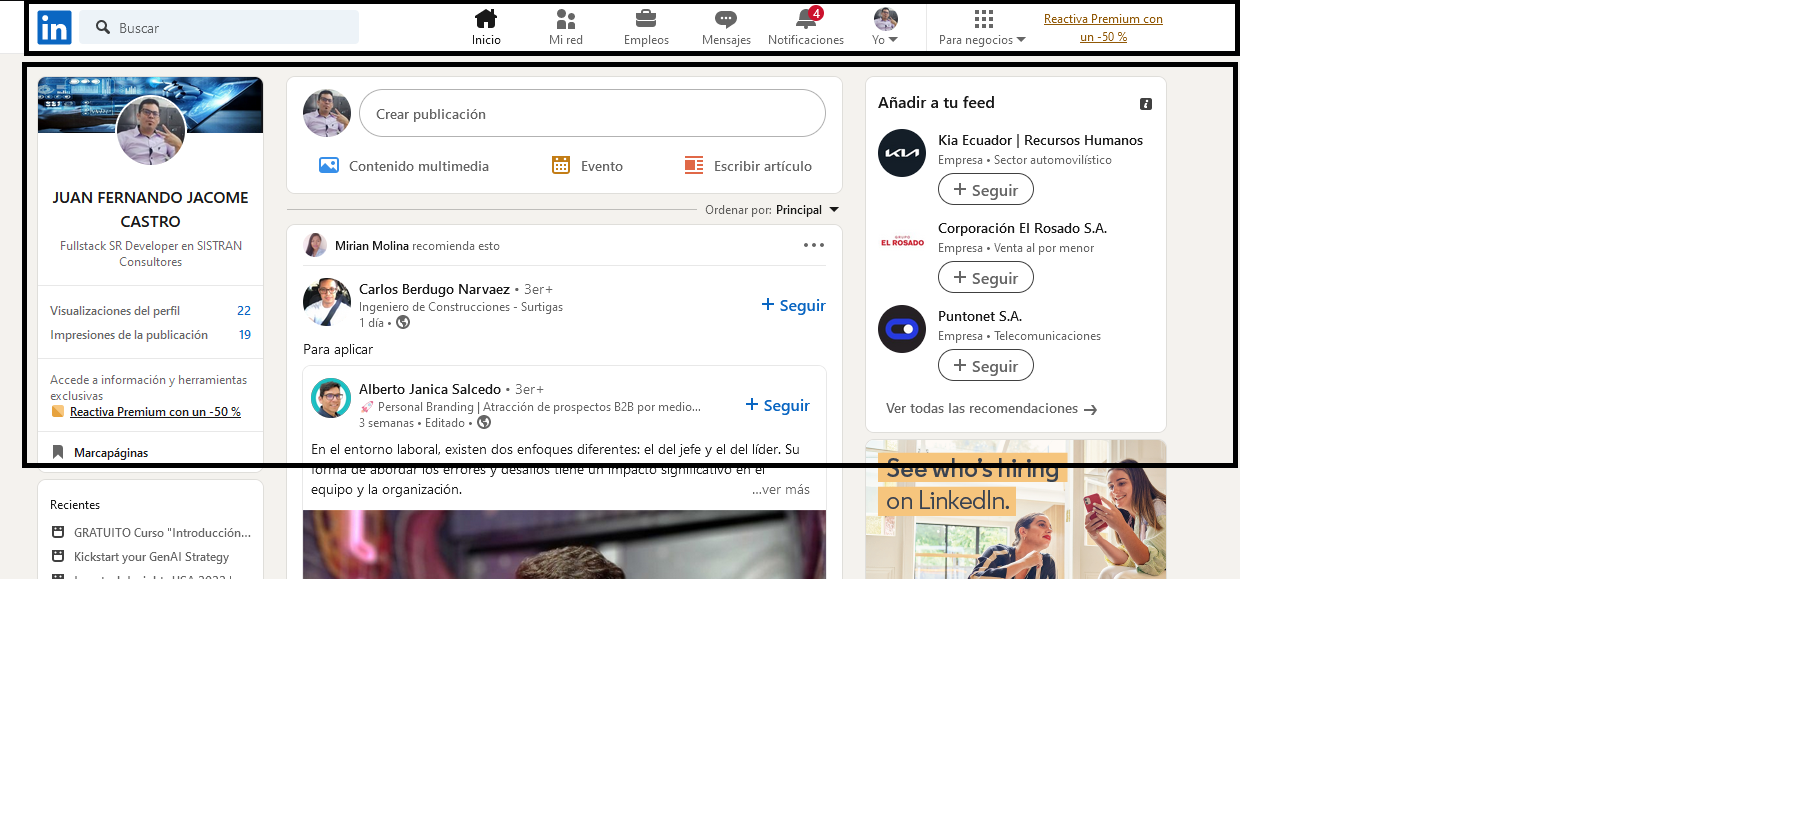 in
Buscar
Inicio
Mi red
Empleos
Mensajes
4
Notificaciones
Yo
Para negocios
Reactiva Premium con
un -50 %
JUAN FERNANDO JACOME
CASTRO
Fullstack SR Developer en SISTRAN
Consultores
Visualizaciones del perfil 22
Impresiones de la publicación 19
Accede a información y herramientas
exclusivas
Reactiva Premium con un -50 %
Marcapáginas
Recientes
GRATUITO Curso "Introducción...
Kickstart your GenAI Strategy
Crear publicación
Contenido multimedia
Evento
Escribir artículo
Ordenar por: Principal
Mirian Molina recomienda esto
Carlos Berdugo Narvaez • 3er+
Ingeniero de Construcciones - Surtigas
1 día •
+ Seguir
Para aplicar
Alberto Janica Salcedo • 3er+
🚀 Personal Branding | Atracción de prospectos B2B por medio...
3 semanas • Editado •
+ Seguir
En el entorno laboral, existen dos enfoques diferentes: el del jefe y el del líder. Su
forma de abordar los errores y desafíos tiene un impacto significativo en el
equipo y la organización.
...ver más
Añadir a tu feed
KIA
Kia Ecuador | Recursos Humanos
Empresa • Sector automovilístico
+ Seguir
EL ROSADO
Corporación El Rosado S.A.
Empresa • Venta al por menor
+ Seguir
Puntonet S.A.
Empresa • Telecomunicaciones
+ Seguir
Ver todas las recomendaciones →
See who's hiring
on LinkedIn.